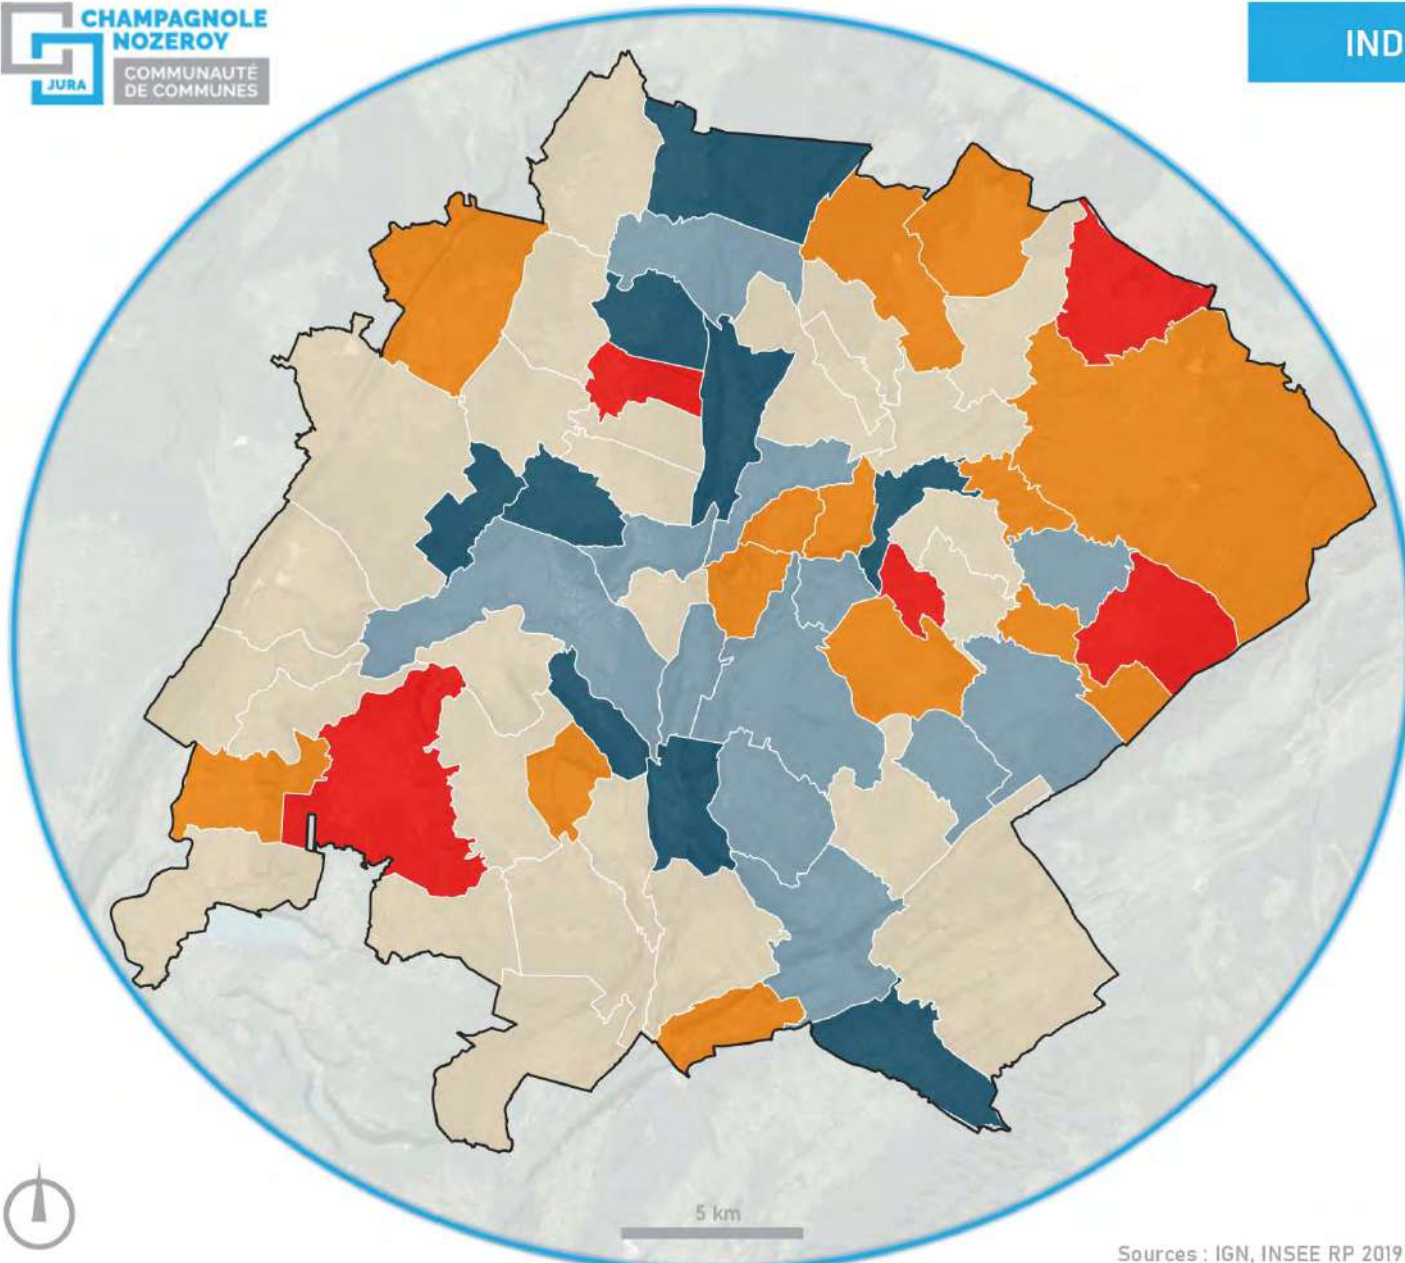 CHAMPAGNOLE
NOZEROY
JURA
COMMUNAUTÉ
DE COMMUNES
IND
5 km
Sources : IGN, INSEE RP 2019